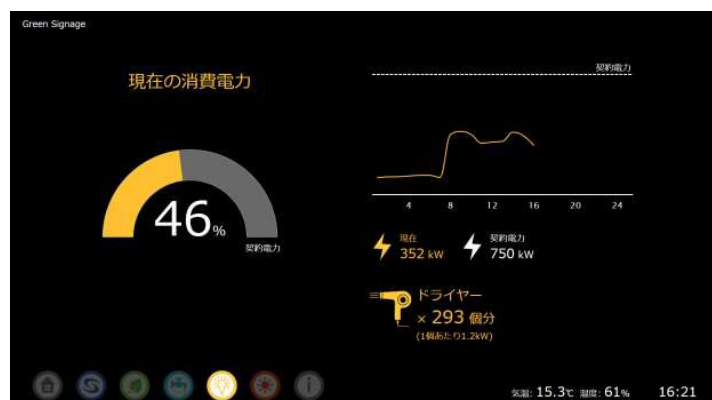 Green Signage
現在の消費電力
46%
契約電力
契約電力
4 8 12 16 20 24
現在
352 kW
契約電力
750 kW
ドライヤー
× 293 個分
(1個あたり1.2kW)
気温: 15.3℃ 湿度: 61% 16:21